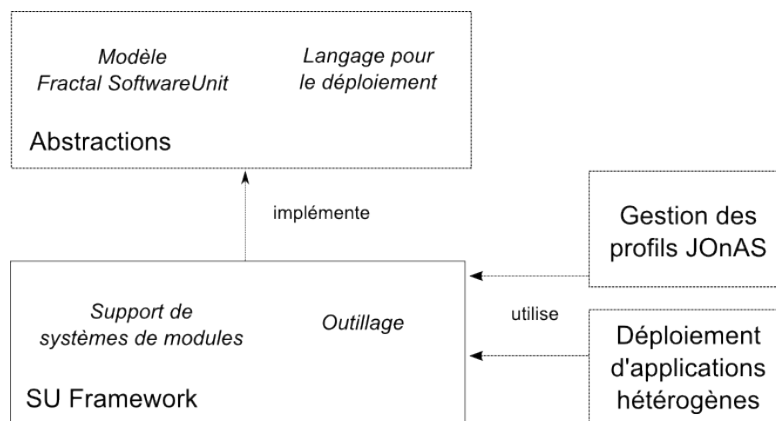 Modèle
Fractal SoftwareUnit
Langage pour
le déploiement
Abstractions
implémente
Gestion des
profils JOnAS
utilise
Support de
systèmes de modules
Outillage
SU Framework
Déploiement
d'applications
hétérogènes